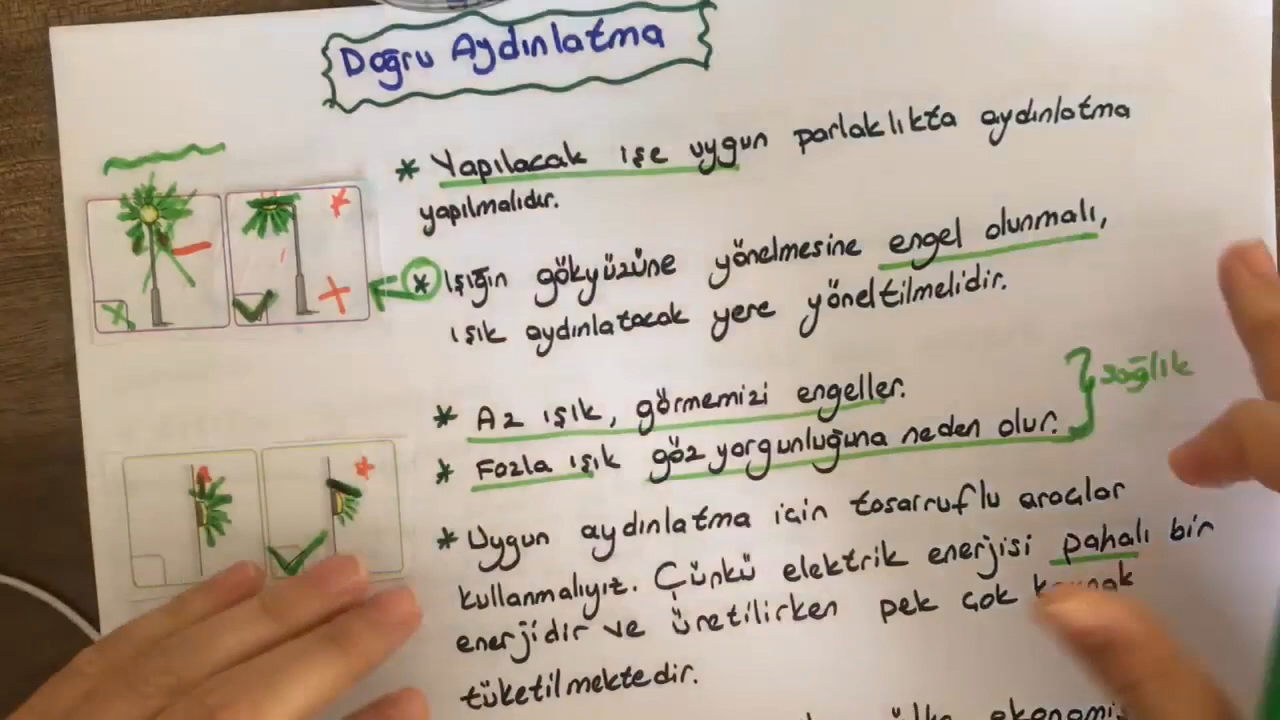 Doğru Aydınlatma
* Yapılacak işe uygun parlaklıkta aydınlatma
yapılmalıdır.
* Işığın gökyüzüne yönelmesine engel olunmalı,
ışık aydınlatacak yere yöneltilmelidir.
* Az ışık, görmemizi engeller.
* Fazla ışık göz yorgunluğuna neden olur.
sağlık
* Uygun aydınlatma için tasarruflu araçlar
kullanmalıyız. Çünkü elektrik enerjisi pahalı bir
enerjidir ve üretilirken pek çok kaynak
tüketilmektedir.
ülke